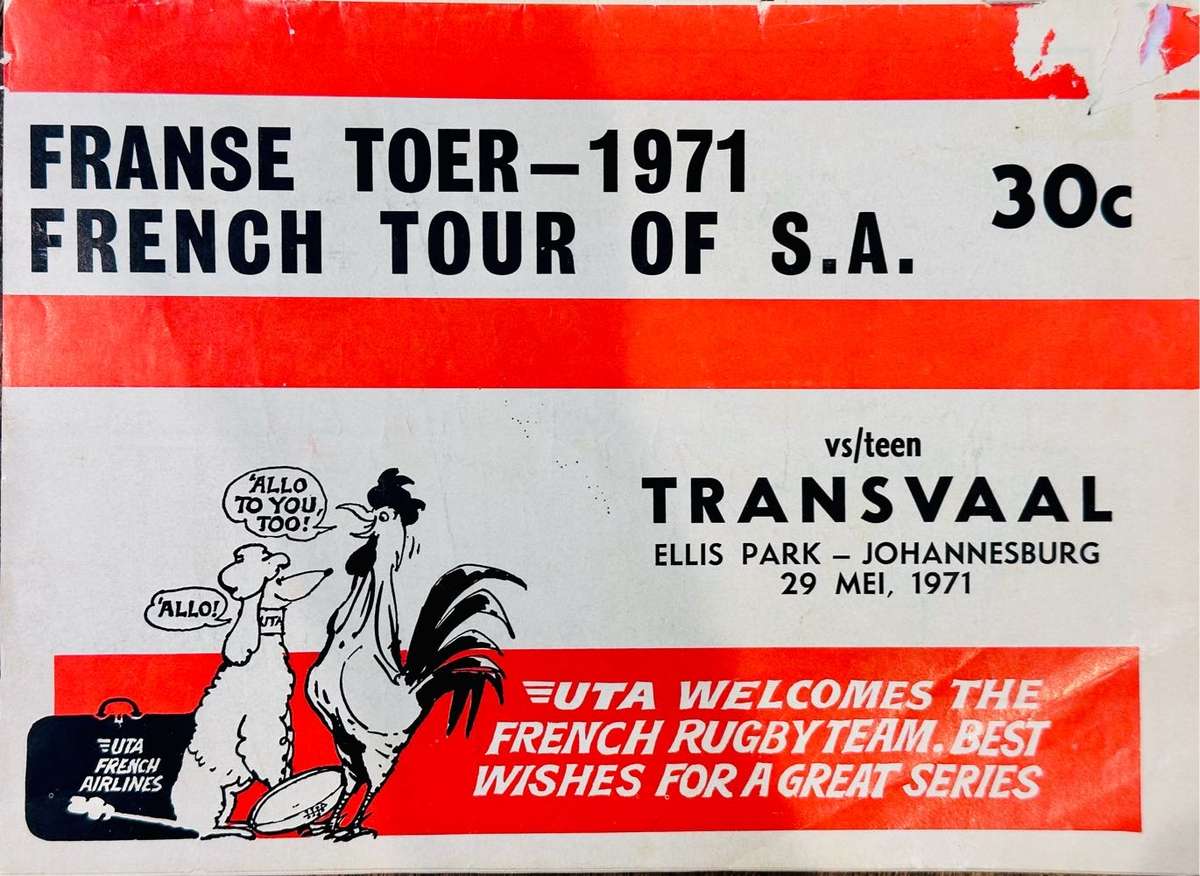 FRANSE TOER–1971
FRENCH TOUR OF S.A.
30c
vs/teen
TRANSVAAL
ELLIS PARK – JOHANNESBURG
29 MEI, 1971
'ALLO
TO YOU,
TOO!
'ALLO!
UTA
UTA
FRENCH
AIRLINES
UTA WELCOMES THE
FRENCH RUGBY TEAM. BEST
WISHES FOR A GREAT SERIES